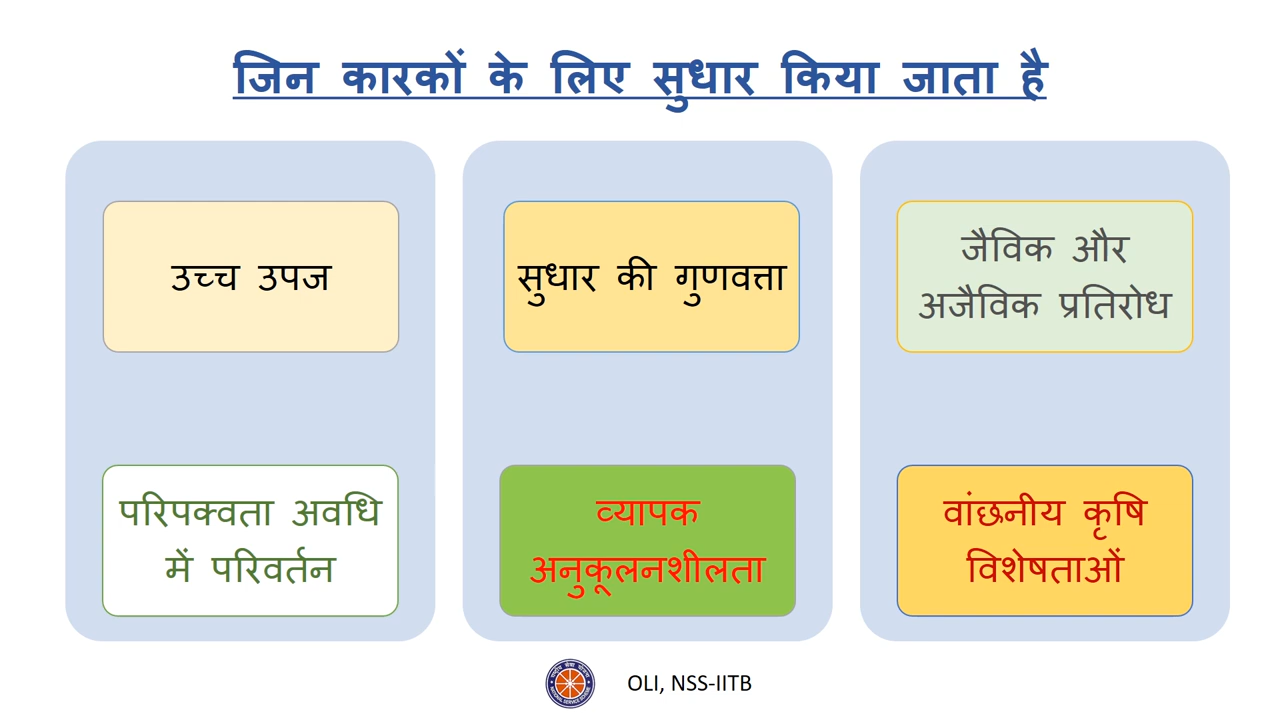 जिन कारकों के लिए सुधार किया जाता है
उच्च उपज
सुधार की गुणवत्ता
जैविक और
अजैविक प्रतिरोध
परिपक्वता अवधि
में परिवर्तन
व्यापक
अनुकूलनशीलता
वांछनीय कृषि
विशेषताओं
OLI, NSS-IITB